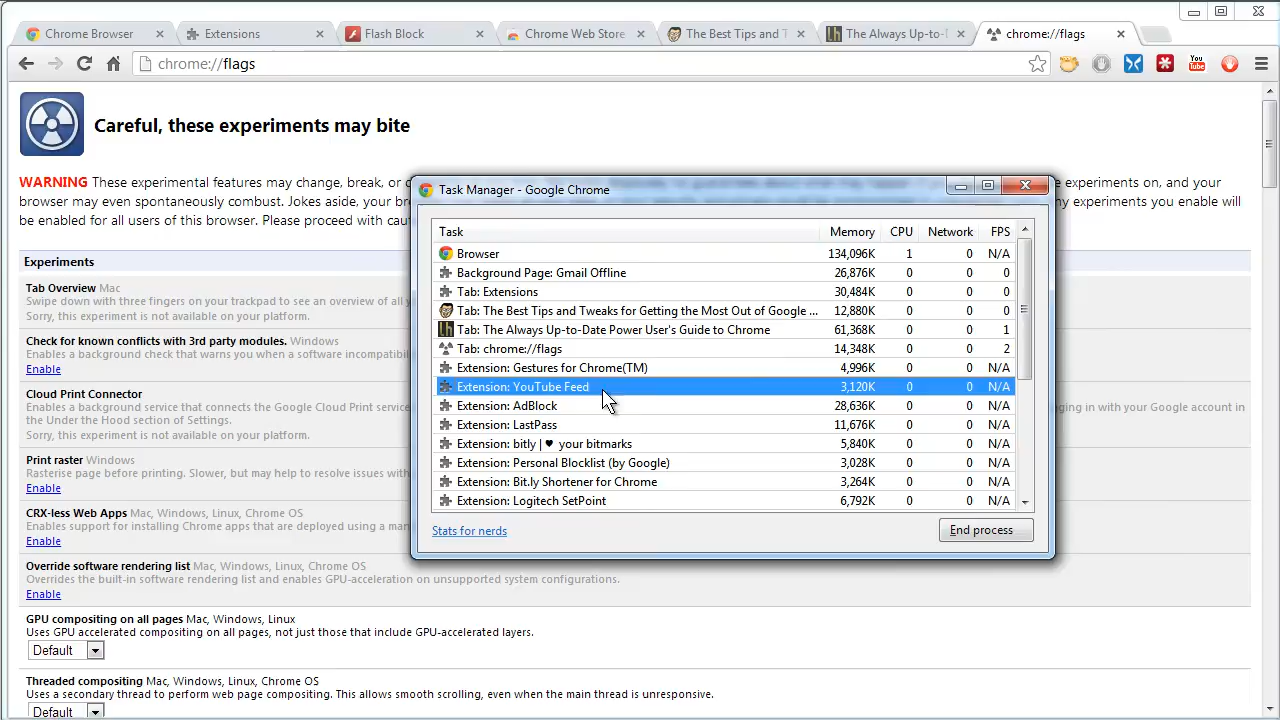 Chrome Browse
Extensions
Flash Block
Chrome Web Store
The Best Tips and T
The Always Up-to-
chrome://flags
chrome://flags
You
Tube
Careful, these experiments may bite
WARNING These experimental features may change, break, or
e experiments on, and your
browser may even spontaneously combust. Jokes aside, your
ny experiments you enable will
be enabled for all users of this browser. Please proceed with
Experiments
Tab Overview Mac
Swipe down with three fingers on your trackpad to see an overview of all
Sorry, this experiment is not available on your platform.
Check for known conflicts with 3rd party modules. Windows
Enables a background check that warns you when a software
Enable
Cloud Print Connector
Enables a background service that connects the Google Cloud Print
ging in with your Google account in
the Under the Hood section of Settings.
Sorry, this experiment is not available on your platform.
Print raster Windows
Rasterise page before printing. Slower, but may help to resolve issues
Enable
CRX-less Web Apps Mac, Windows, Linux, Chrome OS
Enables support for installing Chrome apps that are deployed using a
Enable
Override software rendering list Mac, Windows, Linux, Chrome OS
Overrides the built-in software rendering list and enables GPU-acceleration on unsupported system configurations.
Enable
GPU compositing on all pages Mac, Windows, Linux
Uses GPU accelerated compositing on all pages, not just those that include GPU-accelerated layers.
Default
Threaded compositing Mac, Windows, Linux, Chrome OS
Uses a secondary thread to perform web page compositing. This allows smooth scrolling, even when the main thread is unresponsive.
Default
Task Manager - Google Chrome
Task Memory CPU Network FPS
Browser 134,096K 1 0 N/A
Background Page: Gmail Offline 26,876K 0 0 0
Tab: Extensions 30,484K 0 0 0
Tab: The Best Tips and Tweaks for Getting the Most Out of Google ... 12,880K 0 0 0
Tab: The Always Up-to-Date Power User's Guide to Chrome 61,368K 0 0 1
Tab: chrome://flags 14,348K 0 0 2
Extension: Gestures for Chrome(TM) 4,996K 0 0 N/A
Extension: YouTube Feed 3,120K 0 0 N/A
Extension: AdBlock 28,636K 0 0 N/A
Extension: LastPass 11,676K 0 0 N/A
Extension: bitly | ♥ your bitmarks 5,840K 0 0 N/A
Extension: Personal Blocklist (by Google) 3,028K 0 0 N/A
Extension: Bit.ly Shortener for Chrome 3,264K 0 0 N/A
Extension: Logitech SetPoint 6,792K 0 0 N/A
Stats for nerds
End process